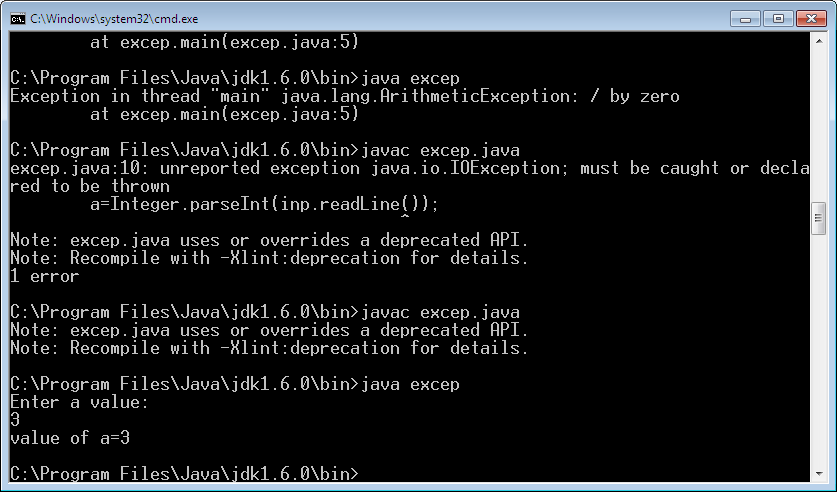 C:\Windows\system32\cmd.exe
at excep.main(excep.java:5)
C:\Program Files\Java\jdk1.6.0\bin>java excep
Exception in thread "main" java.lang.ArithmeticException: / by zero
at excep.main(excep.java:5)
C:\Program Files\Java\jdk1.6.0\bin>javac excep.java
excep.java:10: unreported exception java.io.IOException; must be caught or decla
red to be thrown
a=Integer.parseInt(inp.readLine());
^
Note: excep.java uses or overrides a deprecated API.
Note: Recompile with -Xlint:deprecation for details.
1 error
C:\Program Files\Java\jdk1.6.0\bin>javac excep.java
Note: excep.java uses or overrides a deprecated API.
Note: Recompile with -Xlint:deprecation for details.
C:\Program Files\Java\jdk1.6.0\bin>java excep
Enter a value:
3
value of a=3
C:\Program Files\Java\jdk1.6.0\bin>